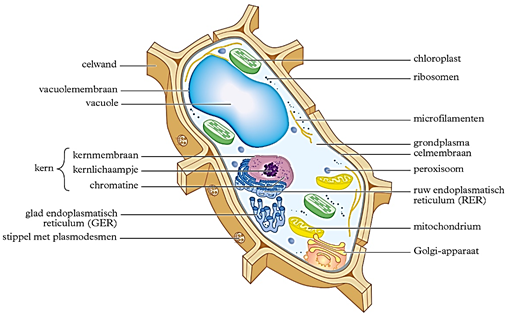 celwand
vacuolemembraan
vacuole
kern
kernmembraan
kernlichaampje
chromatine
glad endoplasmatisch
reticulum (GER)
stippel met plasmodesmen
chloroplast
ribosomen
microfilamenten
grondplasma
celmembraan
peroxisoom
ruw endoplasmatisch
reticulum (RER)
mitochondrium
Golgi-apparaat